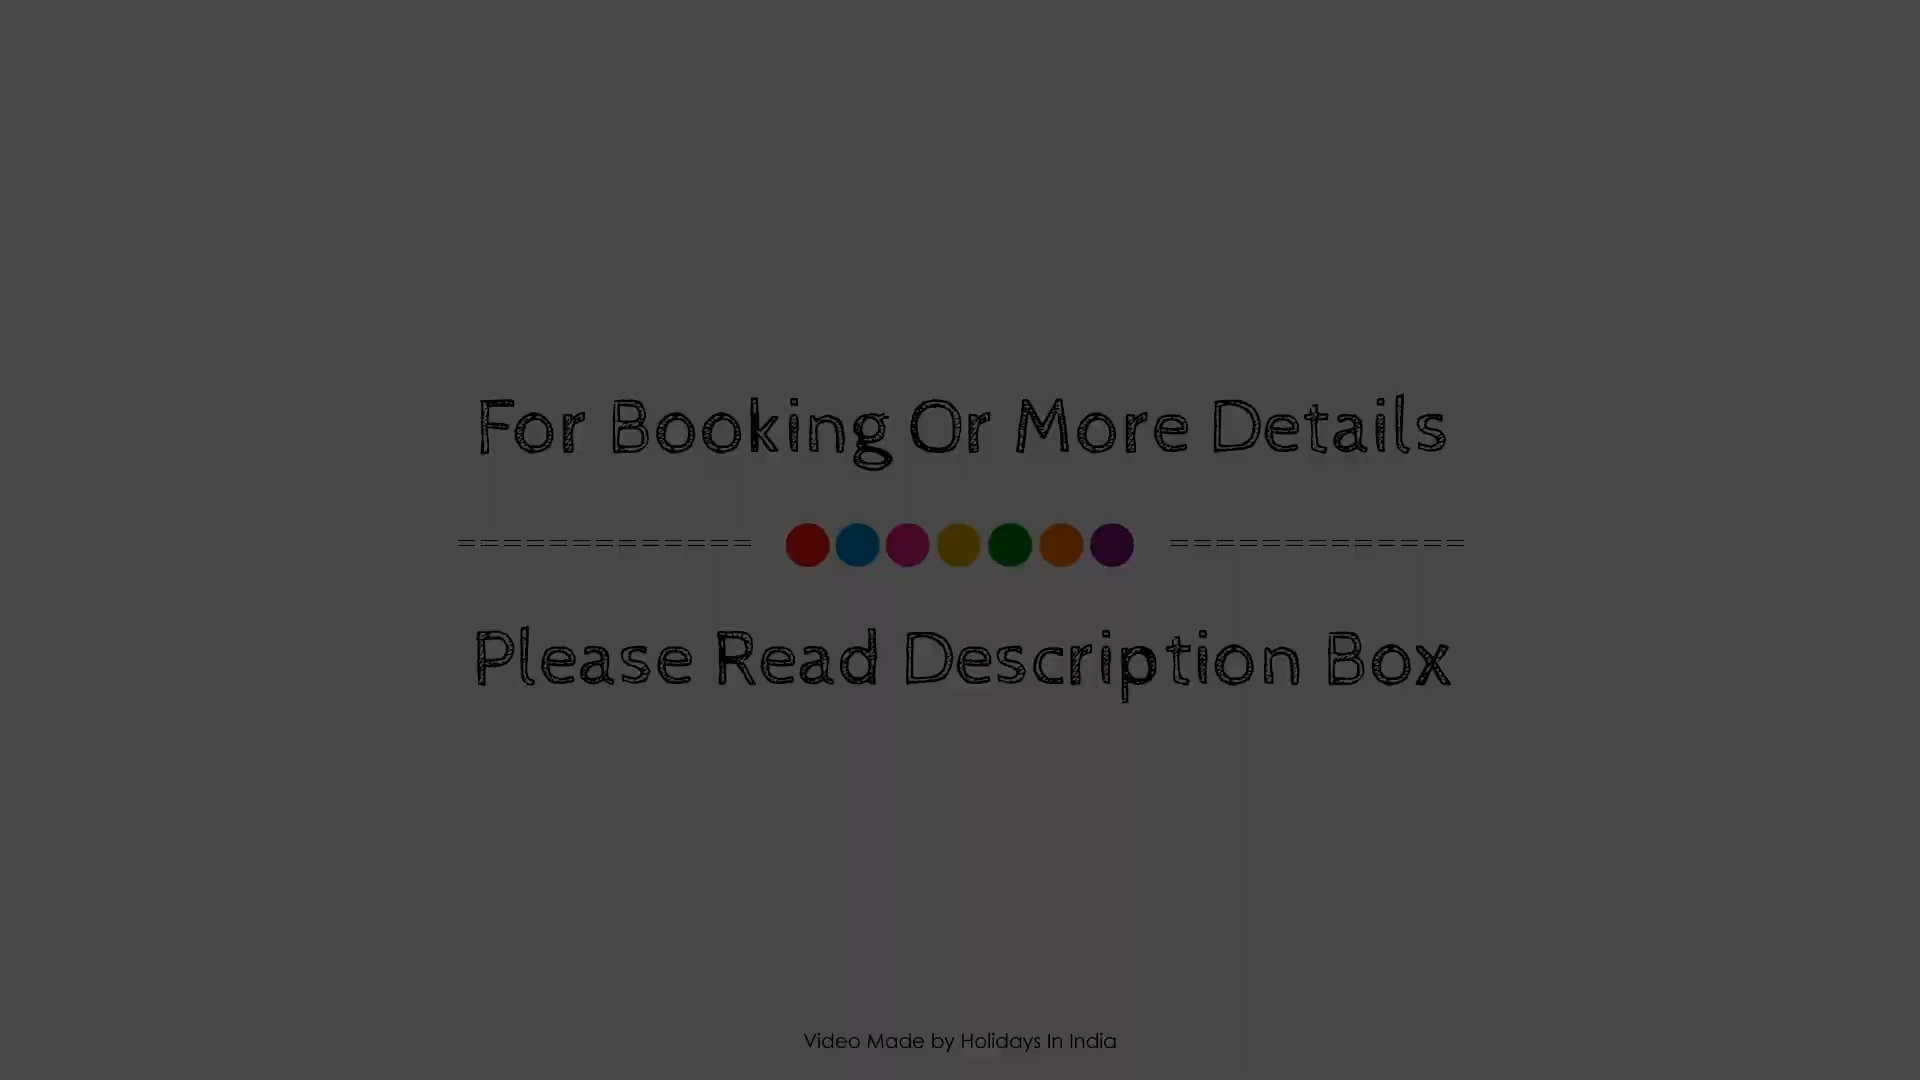 For Booking Or More Details
============= =============
Please Read Description Box
Video Made by Holidays In India